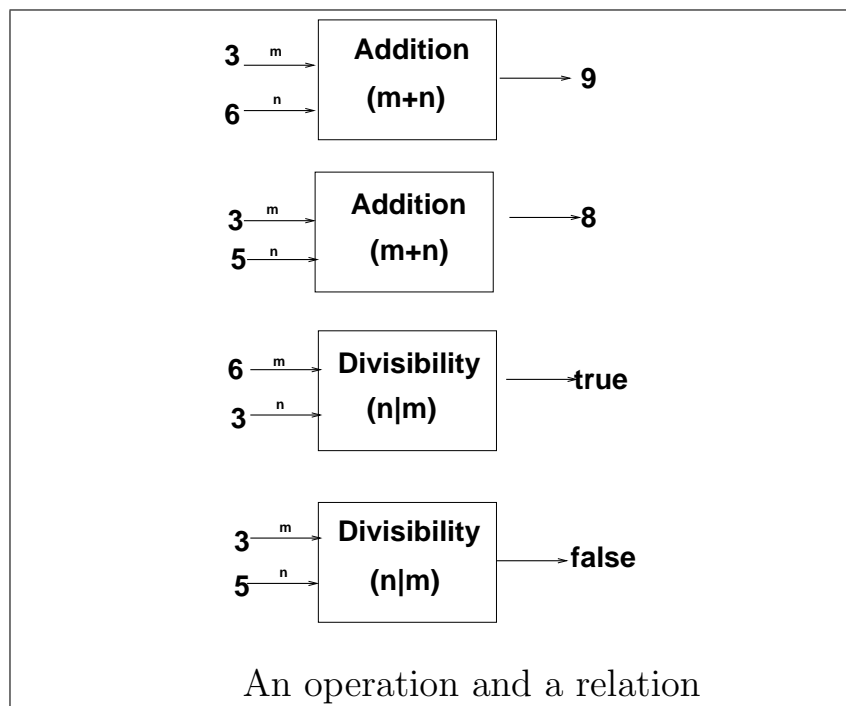 3 m Addition
6 n (m+n) 9
3 m Addition 8
5 n (m+n)
6 m Divisibility true
3 n (n|m)
3 m Divisibility false
5 n (n|m)
An operation and a relation